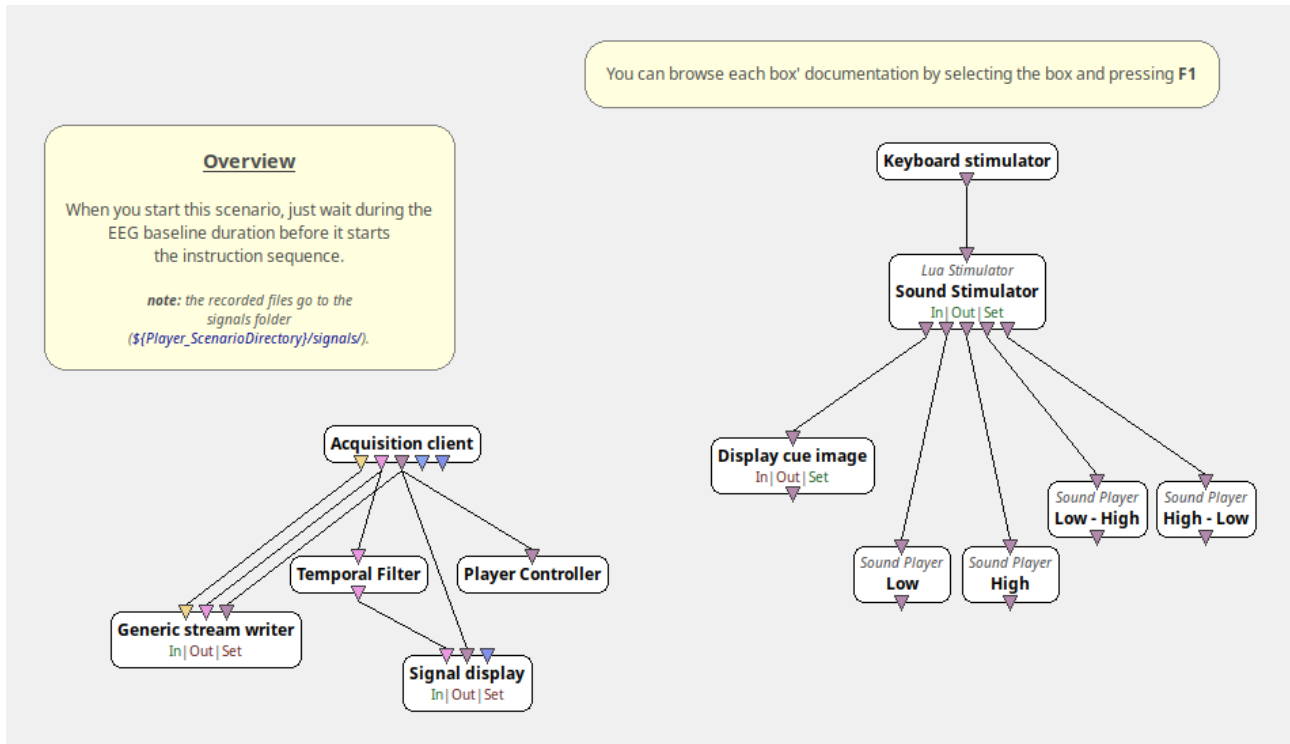 You can browse each box' documentation by selecting the box and pressing F1
Overview
When you start this scenario, just wait during the
EEG baseline duration before it starts
the instruction sequence.
note: the recorded files go to the
signals folder
(${Player_ScenarioDirectory}/signals/).
Keyboard stimulator
Lua Stimulator
Sound Stimulator
In|Out|Set
Acquisition client
Display cue image
In|Out|Set
Sound Player
Low - High
Sound Player
High - Low
Temporal Filter
Player Controller
Sound Player
Low
Sound Player
High
Generic stream writer
In|Out|Set
Signal display
In|Out|Set